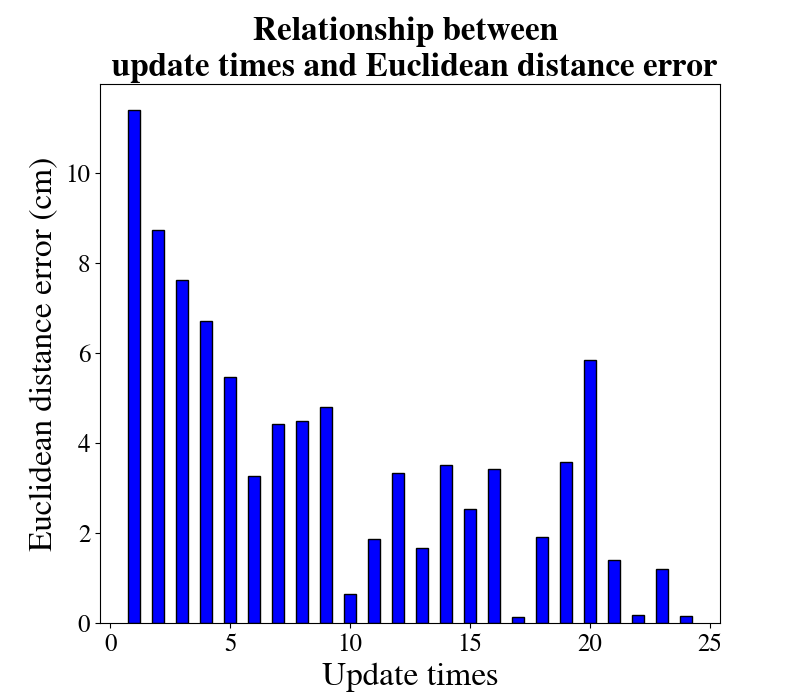 Relationship between
update times and Euclidean distance error
Euclidean distance error (cm)
10
8
6
4
2
0
0 5 10 15 20 25
Update times